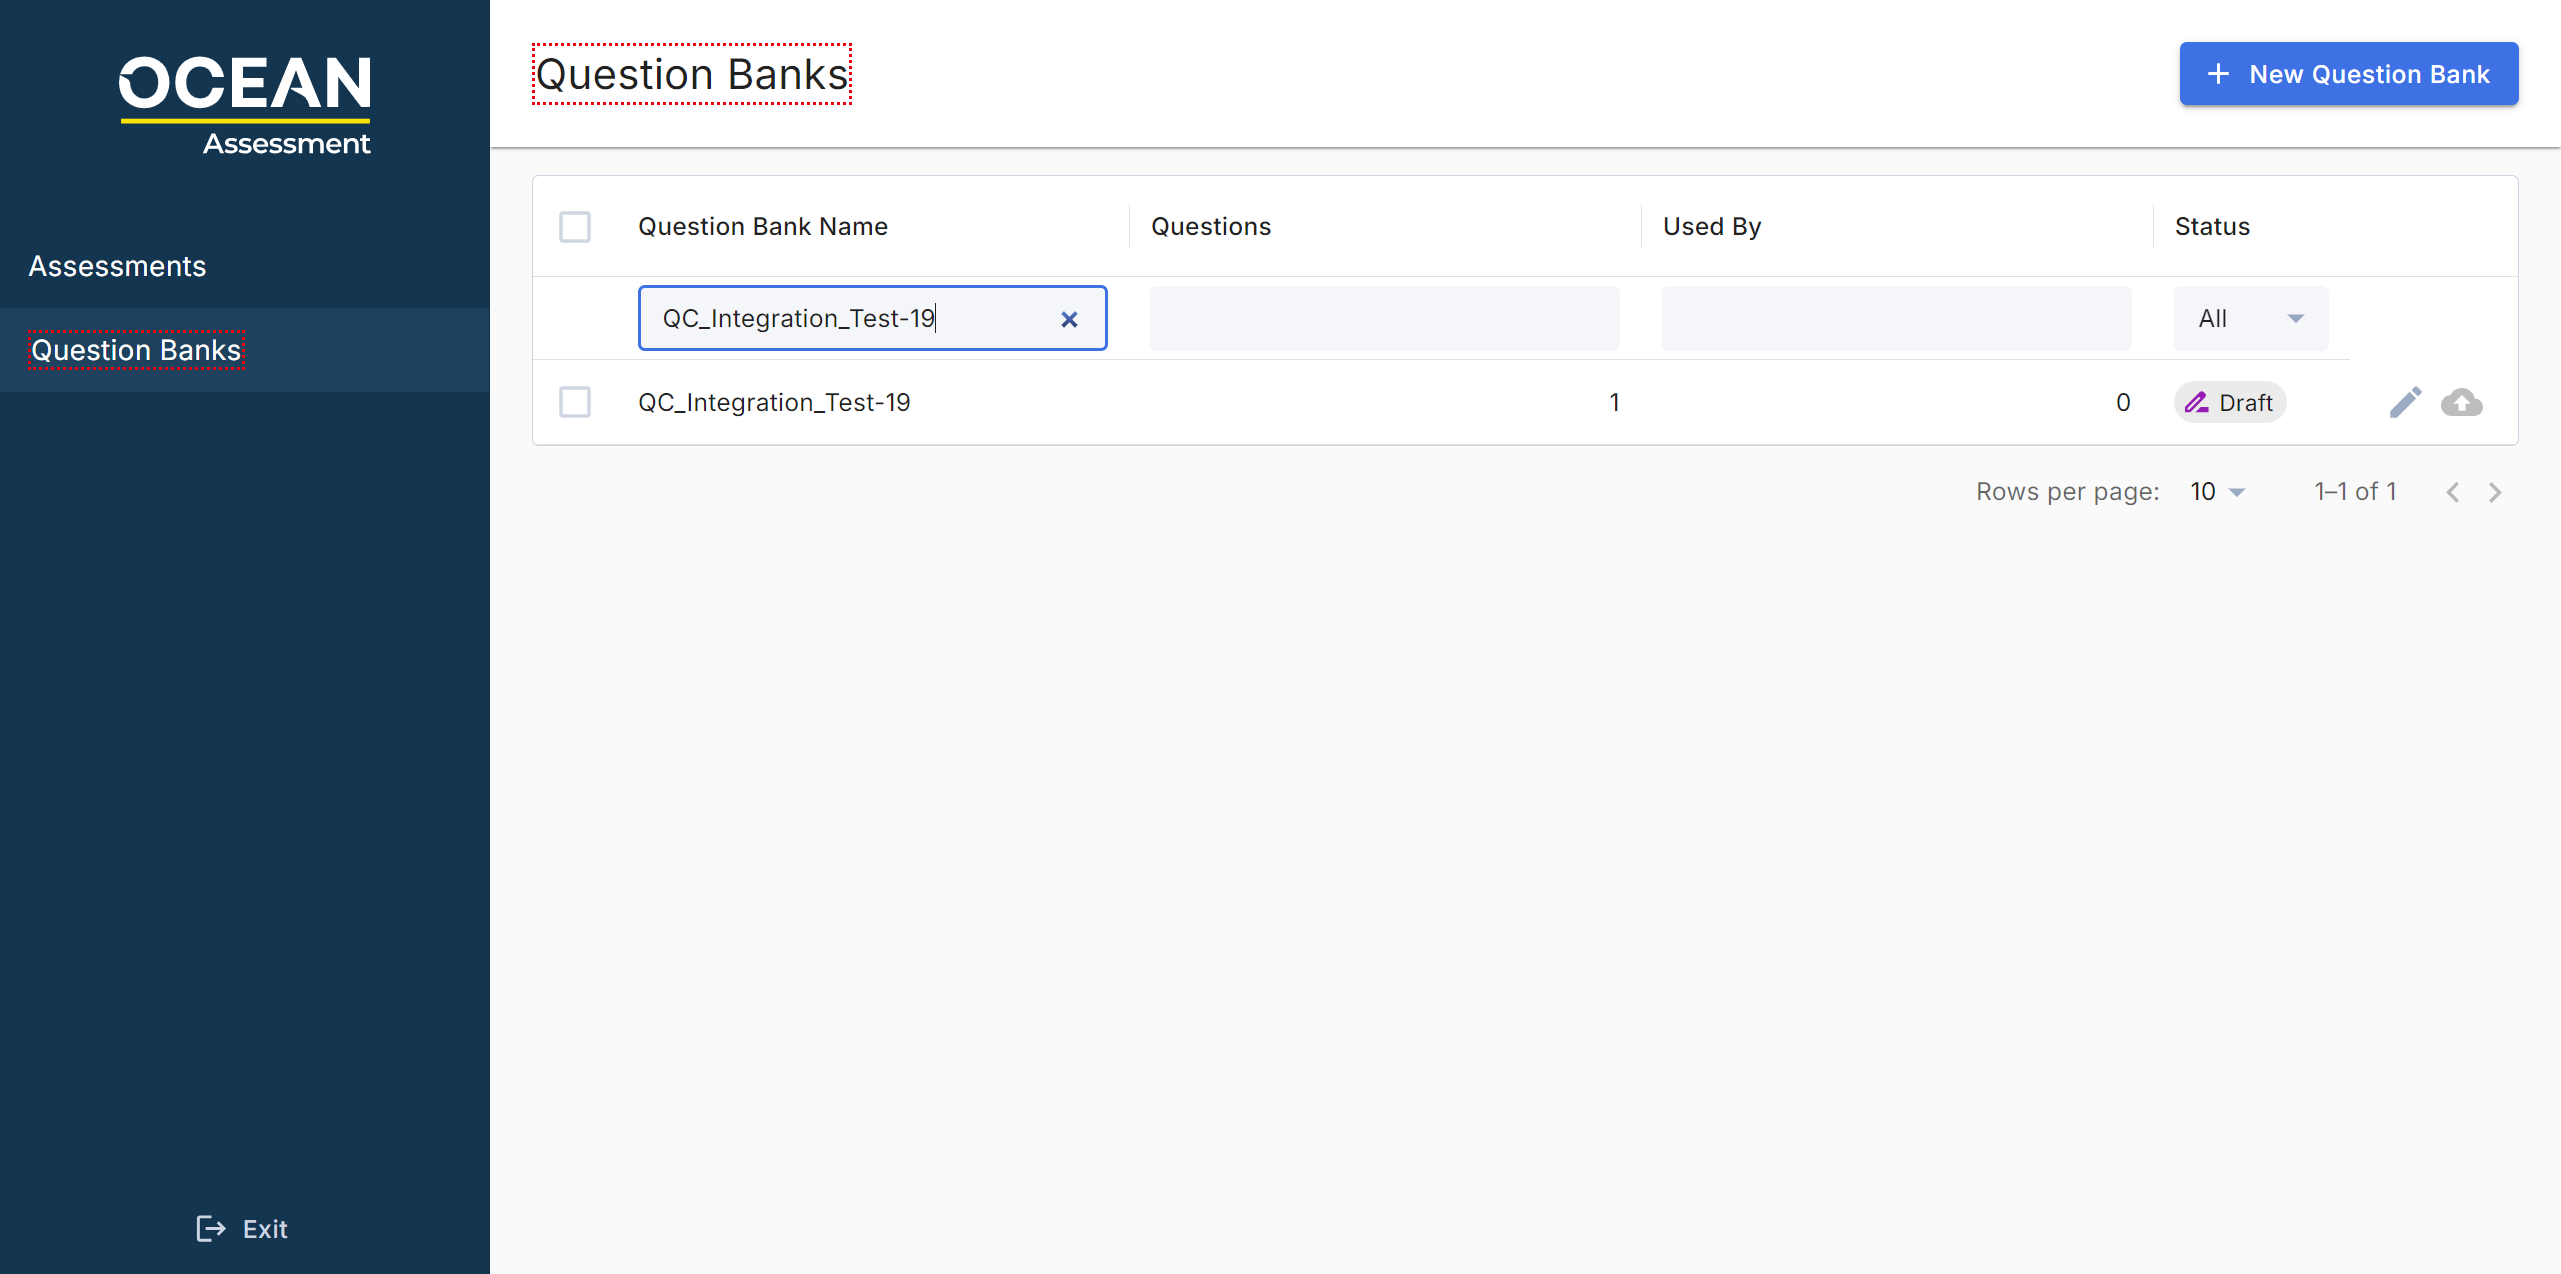 OCEAN
Assessment
Assessments
Question Banks
Exit
Question Banks
New Question Bank
Question Bank Name Questions Used By Status
QC_Integration_Test-19 All
QC_Integration_Test-19 1 0 Draft
Rows per page: 10 1–1 of 1